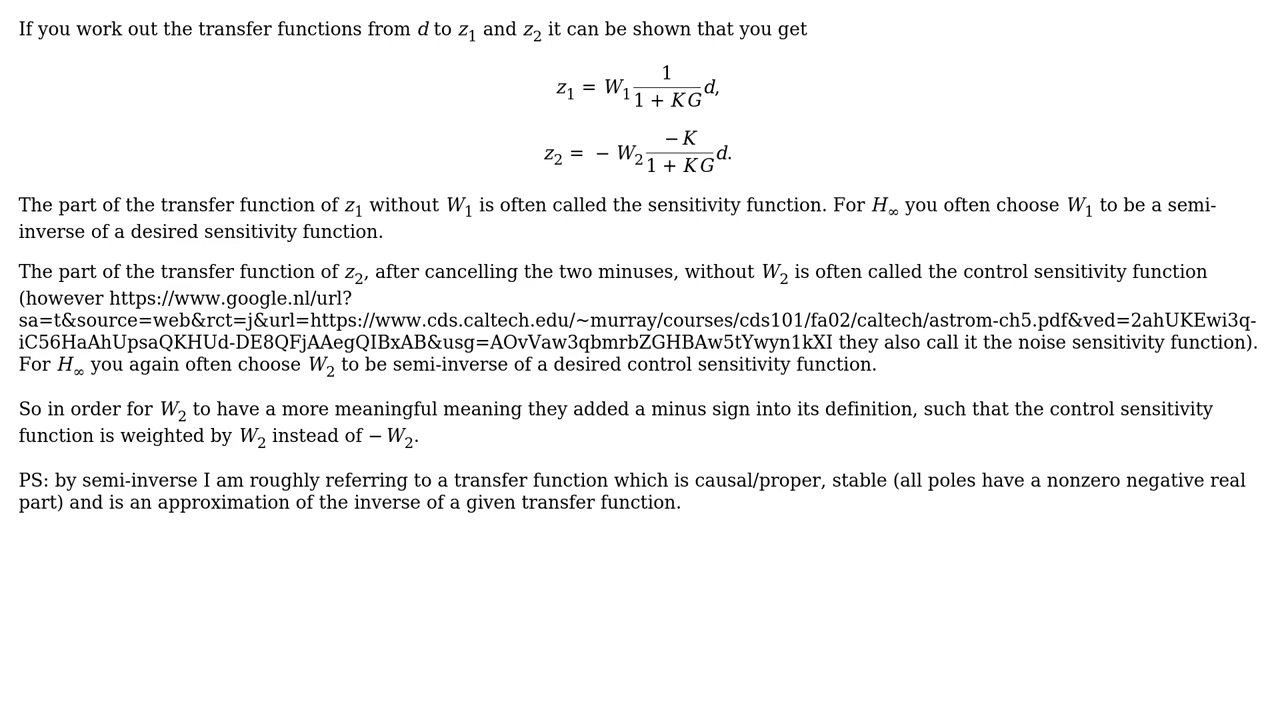 If you work out the transfer functions from d to z₁ and z₂ it can be shown that you get
z₁ = W₁ \frac{1}{1 + KG} d,
z₂ = − W₂ \frac{−K}{1 + KG} d.
The part of the transfer function of z₁ without W₁ is often called the sensitivity function. For H∞ you often choose W₁ to be a semi-
inverse of a desired sensitivity function.
The part of the transfer function of z₂, after cancelling the two minuses, without W₂ is often called the control sensitivity function
(however https://www.google.nl/url?
sa=t&source=web&rct=j&url=https://www.cds.caltech.edu/~murray/courses/cds101/fa02/caltech/astrom-ch5.pdf&ved=2ahUKEwi3q-
iC56HaAhUpsaQKHUd-DE8QFjAAegQIBxAB&usg=AOvVaw3qbmrbZGHBAw5tYwyn1kXI they also call it the noise sensitivity function).
For H∞ you again often choose W₂ to be semi-inverse of a desired control sensitivity function.
So in order for W₂ to have a more meaningful meaning they added a minus sign into its definition, such that the control sensitivity
function is weighted by W₂ instead of −W₂.
PS: by semi-inverse I am roughly referring to a transfer function which is causal/proper, stable (all poles have a nonzero negative real
part) and is an approximation of the inverse of a given transfer function.